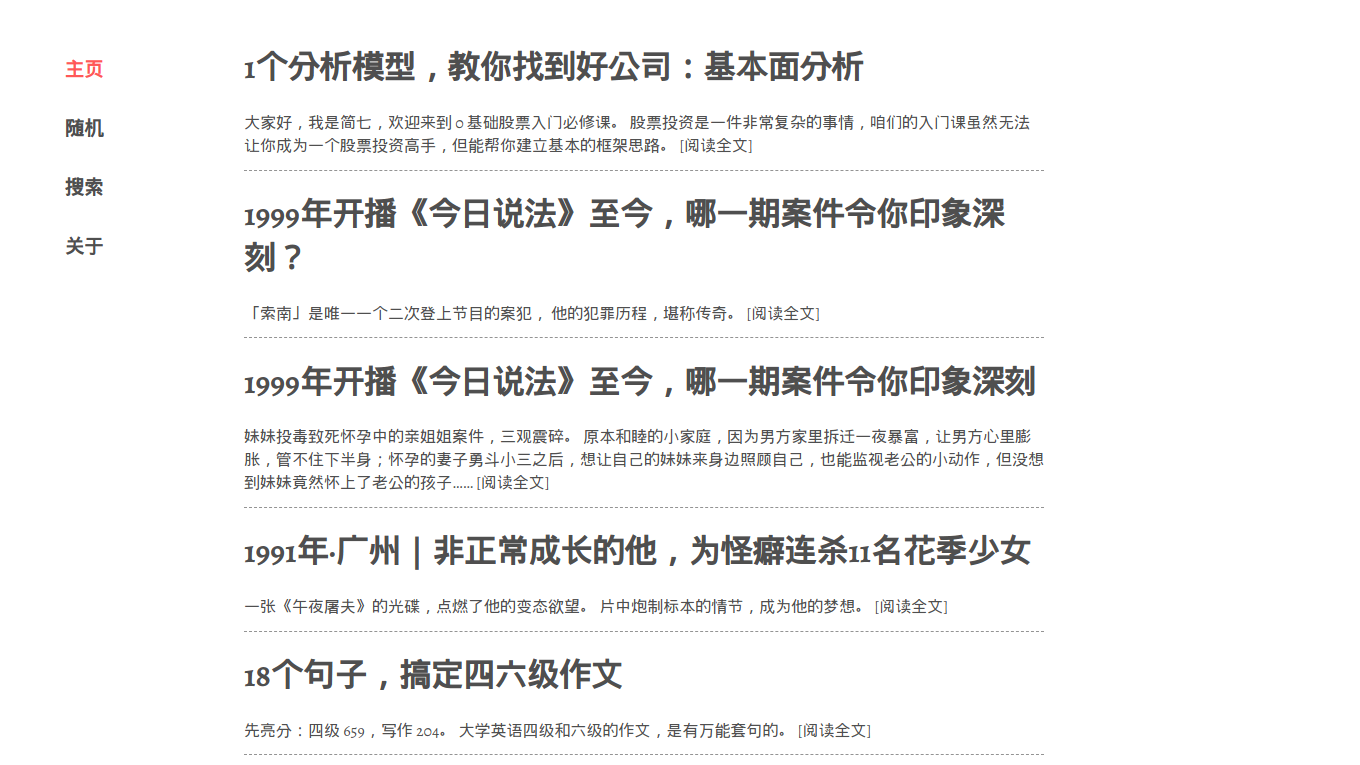 主页
随机
搜索
关于
1个分析模型，教你找到好公司：基本面分析
大家好，我是简七，欢迎来到 0 基础股票入门必修课。 股票投资是一件非常复杂的事情，咱们的入门课虽然无法
让你成为一个股票投资高手，但能帮你建立基本的框架思路。 [阅读全文]
1999年开播《今日说法》至今，哪一期案件令你印象深
刻？
「索南」是唯一一个二次登上节目的案犯， 他的犯罪历程，堪称传奇。 [阅读全文]
1999年开播《今日说法》至今，哪一期案件令你印象深刻
妹妹投毒致死怀孕中的亲姐姐案件，三观震碎。 原本和睦的小家庭，因为男方家里拆迁一夜暴富，让男方心里膨
胀，管不住下半身；怀孕的妻子勇斗小三之后，想让自己的妹妹来身边照顾自己，也能监视老公的小动作，但没想
到妹妹竟然怀上了老公的孩子…… [阅读全文]
1991年·广州｜非正常成长的他，为怪癖连杀11名花季少女
一张《午夜屠夫》的光碟，点燃了他的变态欲望。 片中炮制标本的情节，成为他的梦想。 [阅读全文]
18个句子，搞定四六级作文
先亮分：四级 659，写作 204。 大学英语四级和六级的作文，是有万能套句的。 [阅读全文]